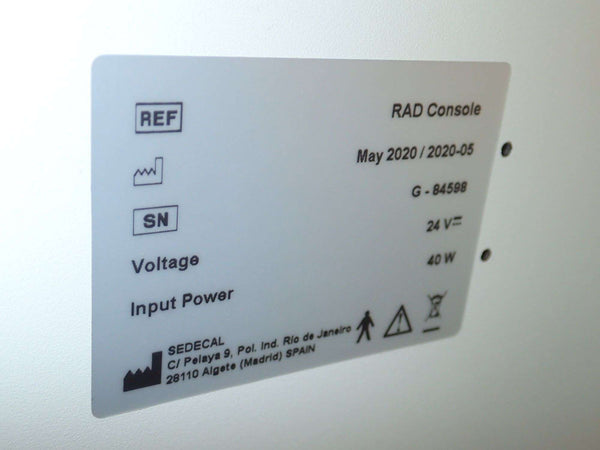 REF RAD Console
May 2020 / 2020-05
SN G - 84598
Voltage 24 V
Input Power 40 W
SEDECAL
C/ Pelaya 9, Pol. Ind. Rio de Janeiro
28110 Algete (Madrid) SPAIN